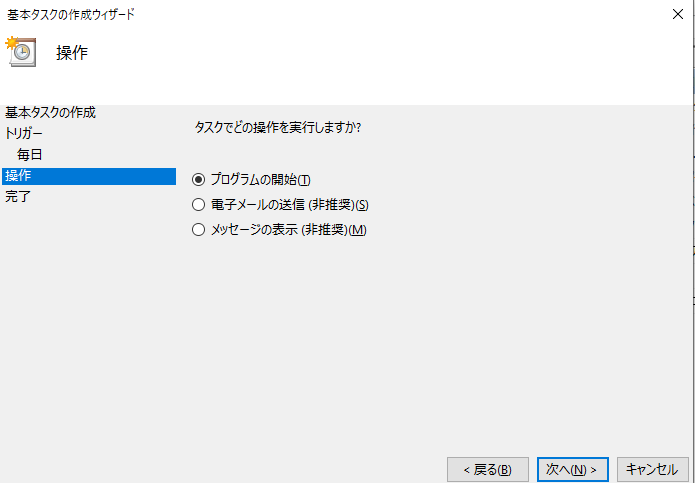 基本タスクの作成ウィザード
操作
基本タスクの作成
トリガー
毎日
操作
完了
タスクでどの操作を実行しますか?
プログラムの開始(T)
電子メールの送信 (非推奨)(S)
メッセージの表示 (非推奨)(M)
< 戻る(B)
次へ(N) >
キャンセル